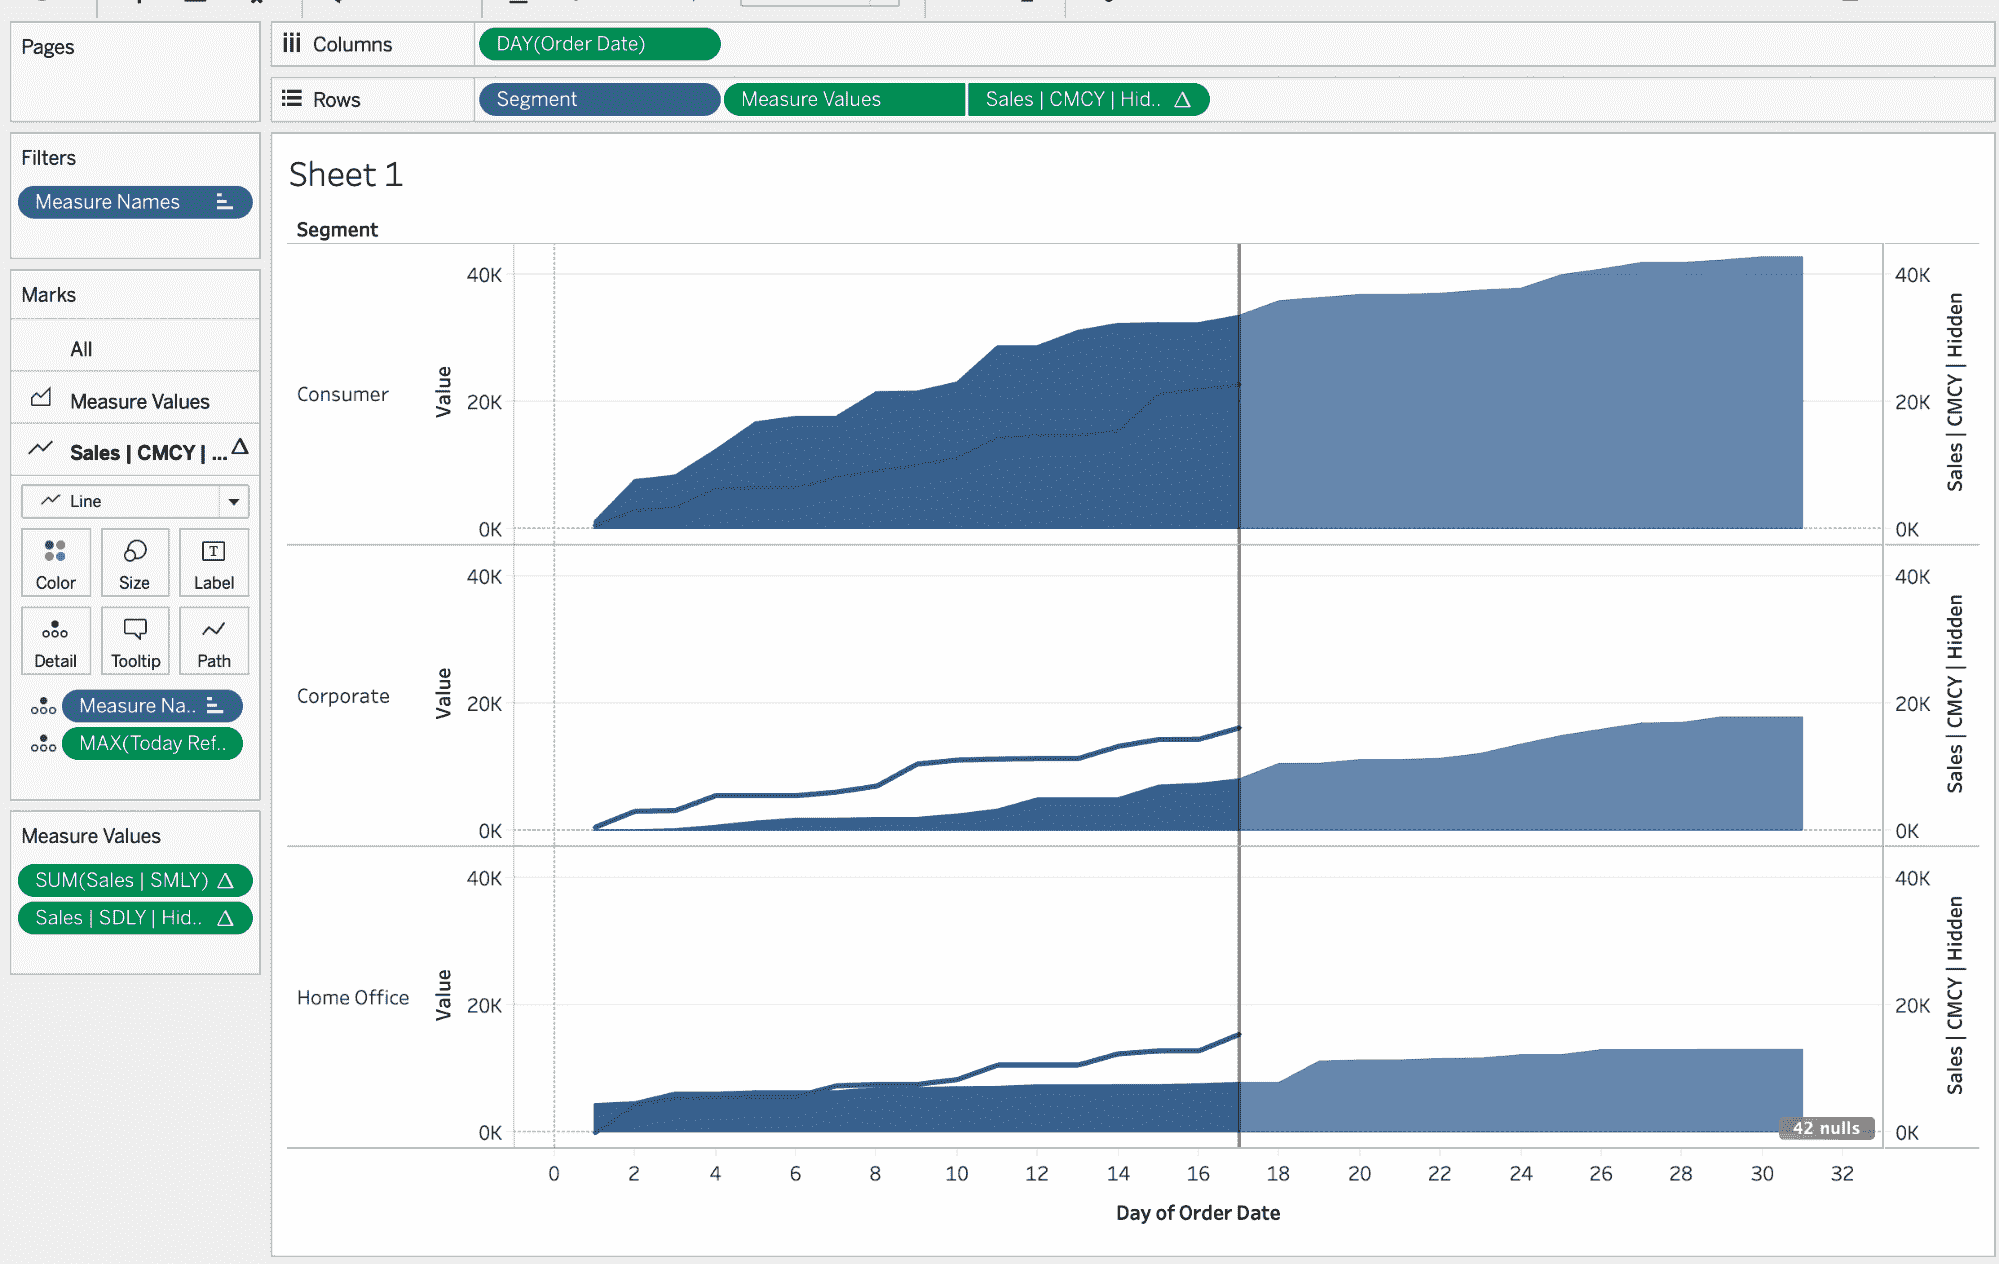 Pages
Columns
DAY(Order Date)
Rows
Segment
Measure Values
Sales | CMCY | Hid..
Filters
Measure Names
Marks
All
Measure Values
Sales | CMCY | ...
Line
Color
Size
Label
Detail
Tooltip
Path
Measure Na..
MAX(Today Ref..
Measure Values
SUM(Sales | SMLY)
Sales | SDLY | Hid..
Sheet 1
Segment
Consumer
Value
40K
20K
0K
40K
20K
0K
Sales | CMCY | Hidden
Corporate
Value
40K
20K
0K
40K
20K
0K
Sales | CMCY | Hidden
Home Office
Value
40K
20K
0K
42 nulls
40K
20K
0K
Sales | CMCY | Hidden
0 2 4 6 8 10 12 14 16 18 20 22 24 26 28 30 32
Day of Order Date